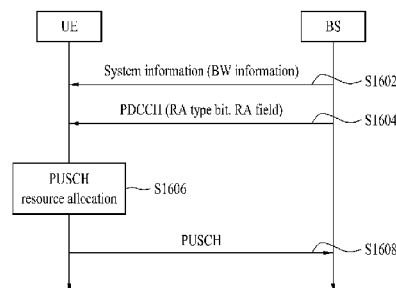 UE
BS
System information (BW information)
S1602
PDCCH (RA type bit. RA field)
S1604
PUSCH
resource allocation
S1606
PUSCH
S1608